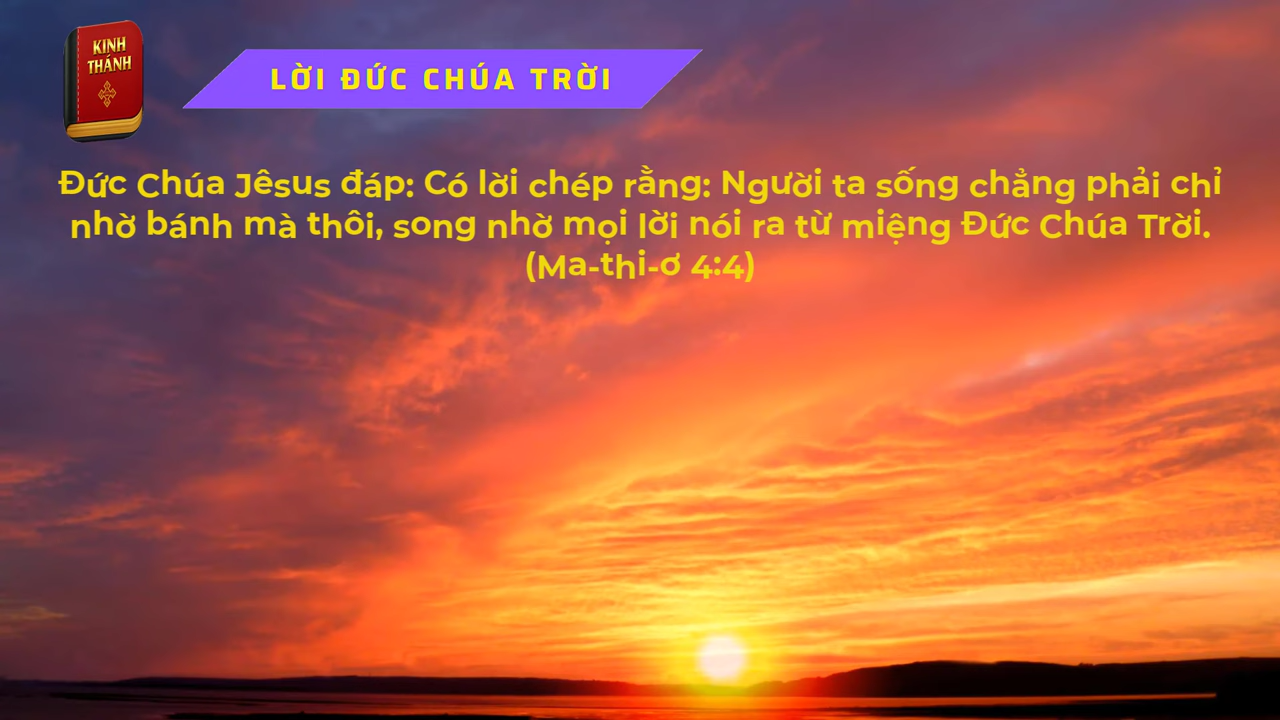 KINH
THÁNH
LỜI ĐỨC CHÚA TRỜI
Đức Chúa Jêsus đáp: Có lời chép rằng: Người ta sống chẳng phải chỉ
nhờ bánh mà thôi, song nhờ mọi lời nói ra từ miệng Đức Chúa Trời.
(Ma-thi-ơ 4:4)